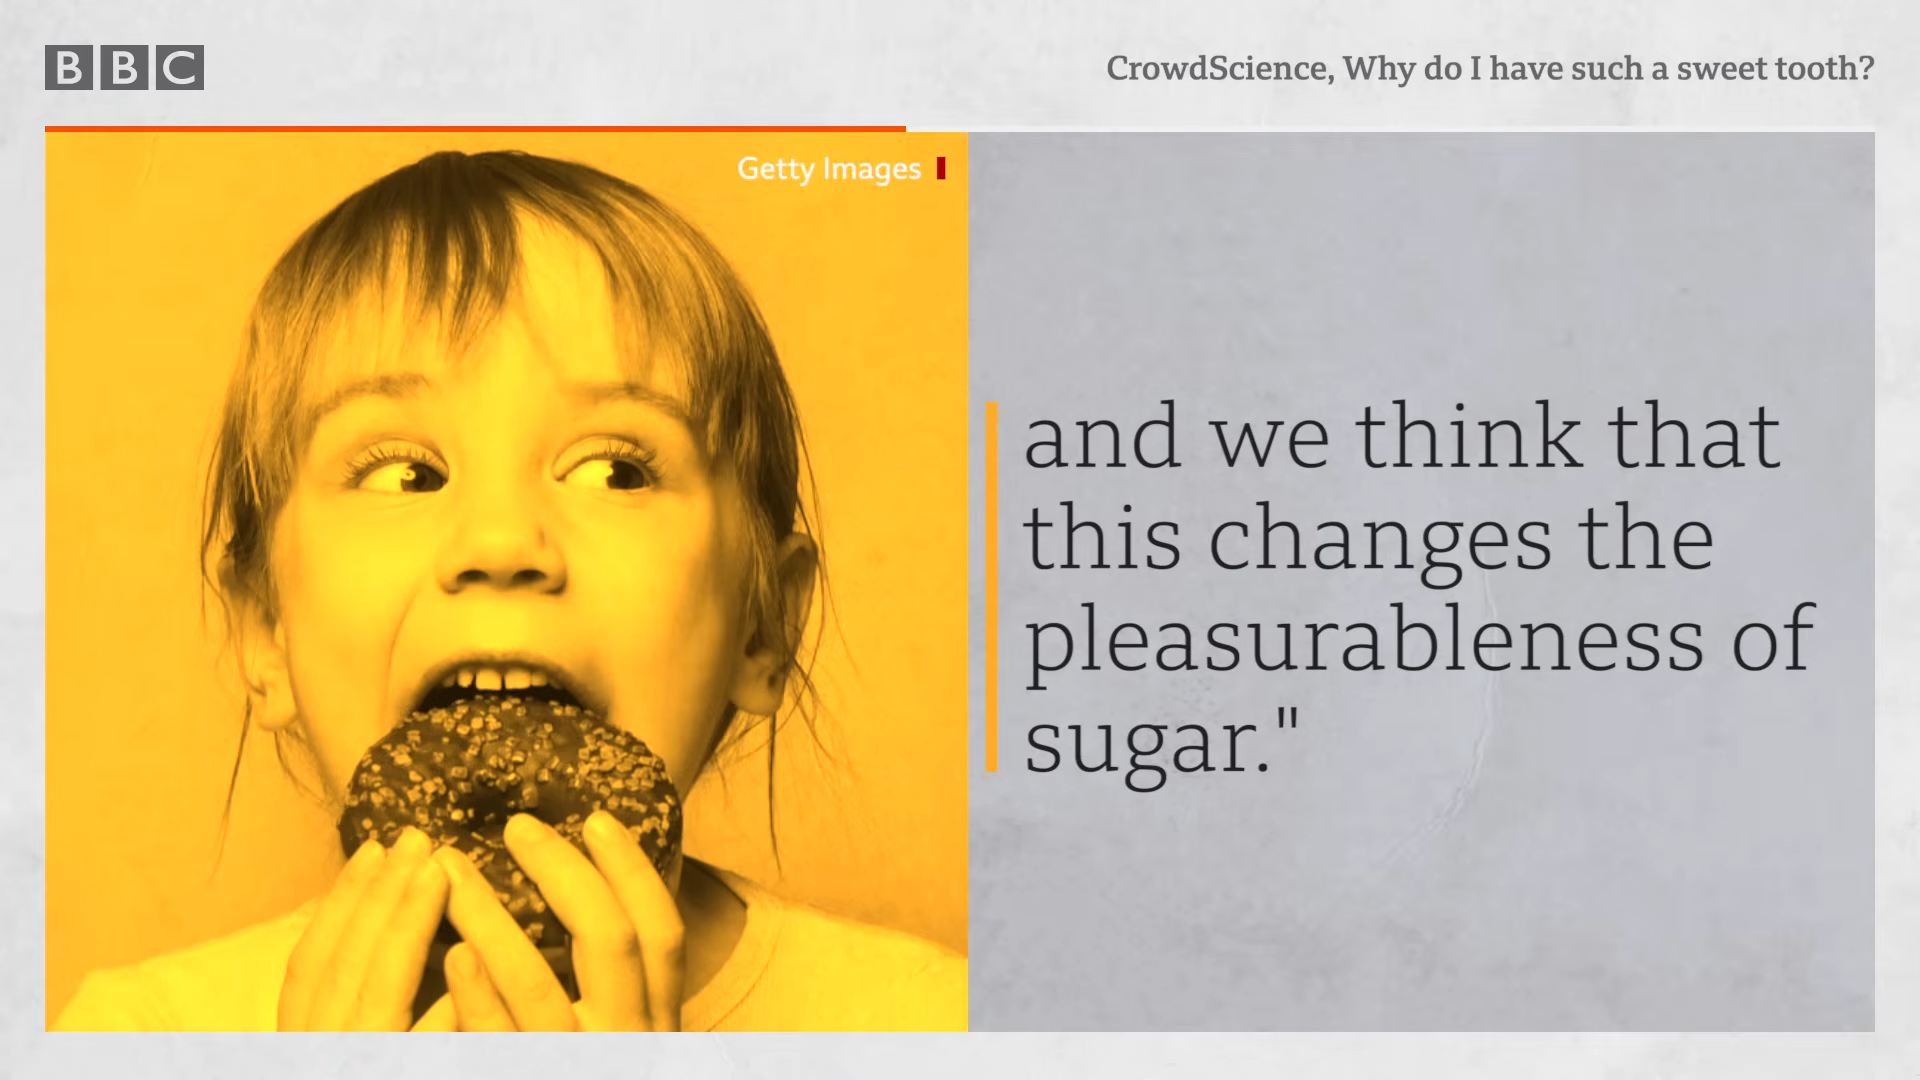 BBC
CrowdScience, Why do I have such a sweet tooth?
Getty Images
and we think that
this changes the
pleasurableness of
sugar."